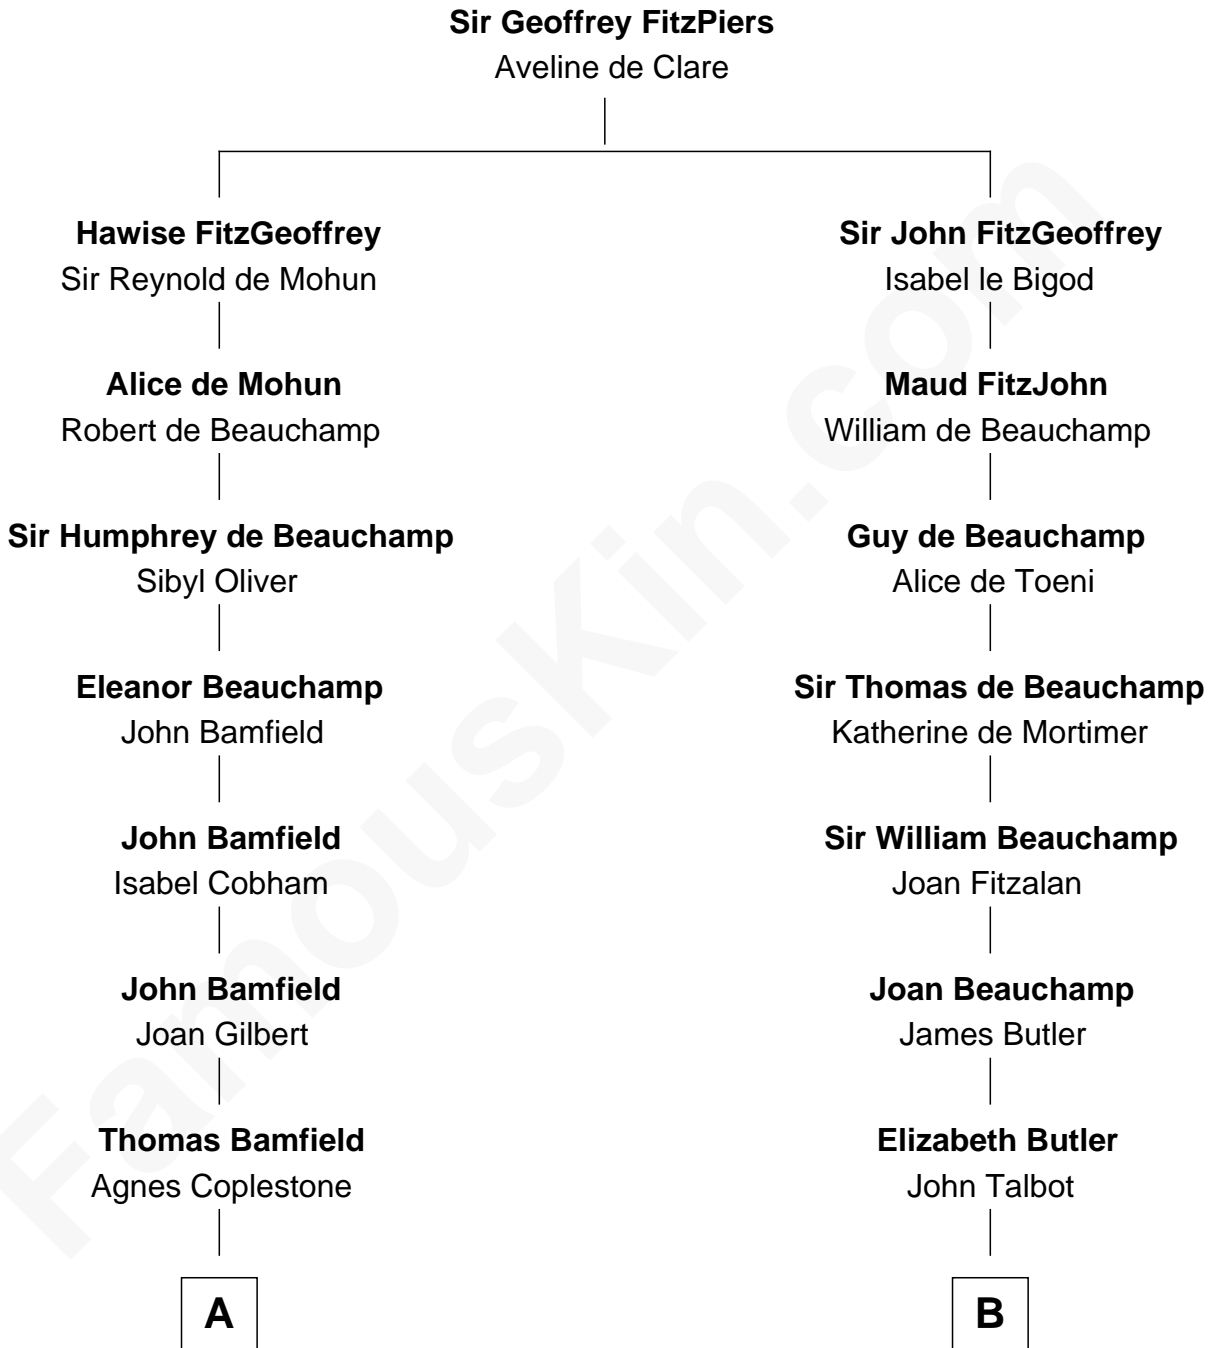 Sir Geoffrey FitzPiers
Aveline de Clare
Hawise FitzGeoffrey
Sir Reynold de Mohun
Alice de Mohun
Robert de Beauchamp
Sir Humphrey de Beauchamp
Sibyl Oliver
Eleanor Beauchamp
John Bamfield
John Bamfield
Isabel Cobham
John Bamfield
Joan Gilbert
Thomas Bamfield
Agnes Coplestone
A
Sir John FitzGeoffrey
Isabel le Bigod
Maud FitzJohn
William de Beauchamp
Guy de Beauchamp
Alice de Toeni
Sir Thomas de Beauchamp
Katherine de Mortimer
Sir William Beauchamp
Joan Fitzalan
Joan Beauchamp
James Butler
Elizabeth Butler
John Talbot
B
FamousKin.com